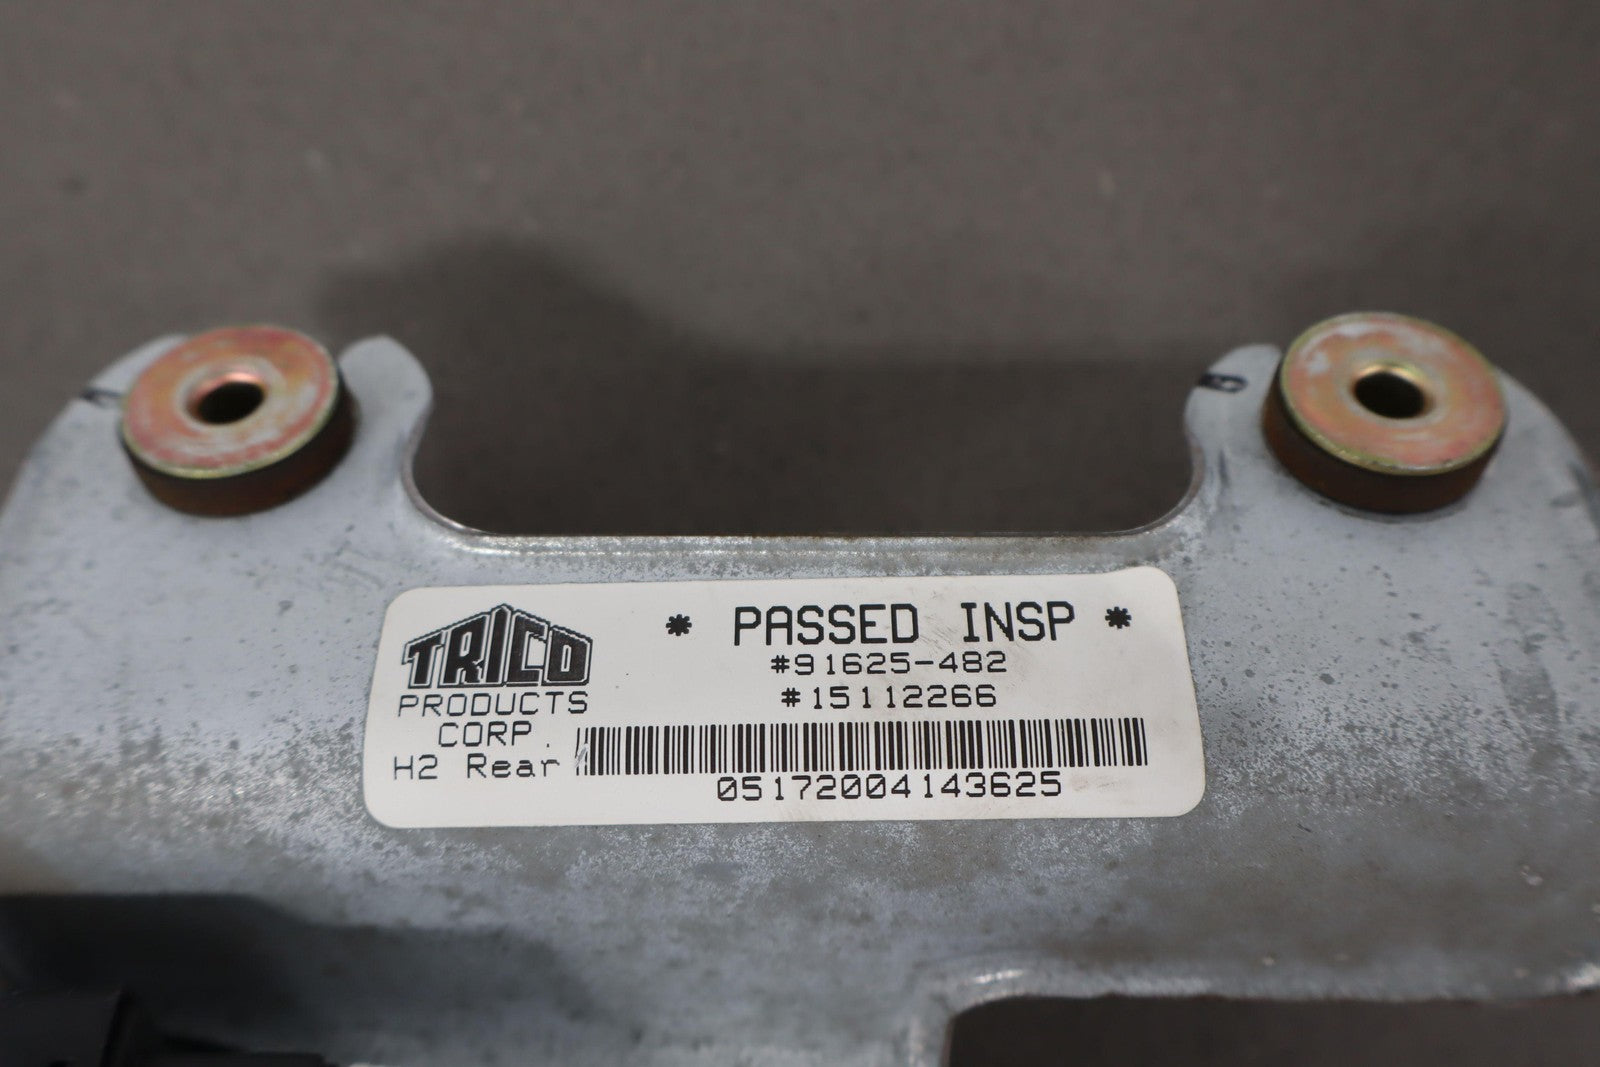 TRICO
PRODUCTS
CORP.
H2 Rear
* PASSED INSP *
#91625-482
#15112266
05172004143625